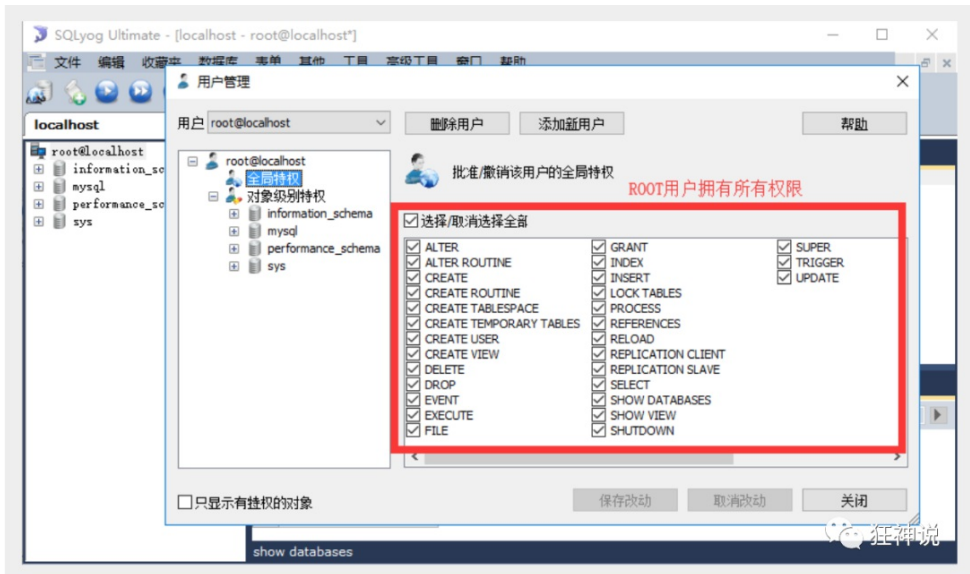 SQLyog Ultimate - [localhost - root@localhost*]
文件 编辑 收藏夹 数据库 表单 其他 工具 高级工具 窗口 帮助
用户管理
localhost
root@localhost
information_sc
mysql
performance_sc
sys
用户 root@localhost
删除用户 添加新用户 帮助
root@localhost
全局特权
对象级别特权
information_schema
mysql
performance_schema
sys
批准/撤销该用户的全局特权
ROOT用户拥有所有权限
选择/取消选择全部
ALTER GRANT SUPER
ALTER ROUTINE INDEX TRIGGER
CREATE INSERT UPDATE
CREATE ROUTINE LOCK TABLES
CREATE TABLESPACE PROCESS
CREATE TEMPORARY TABLES REFERENCES
CREATE USER RELOAD
CREATE VIEW REPLICATION CLIENT
DELETE REPLICATION SLAVE
DROP SELECT
EVENT SHOW DATABASES
EXECUTE SHOW VIEW
FILE SHUTDOWN
只显示有特权的对象
保存改动 取消改动 关闭
show databases
狂神说